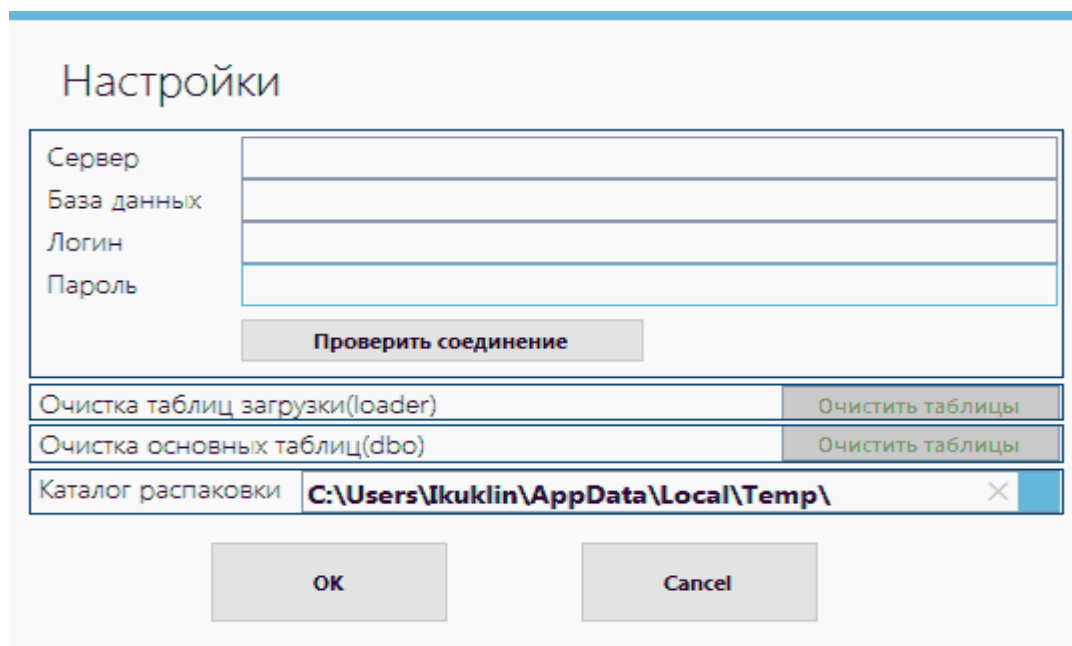 Настройки
Сервер
База данных
Логин
Пароль
Проверить соединение
Очистка таблиц загрузки(loader) Очистить таблицы
Очистка основных таблиц(dbo) Очистить таблицы
Каталог распаковки C:\Users\Ikuklin\AppData\Local\Temp\
OK Cancel